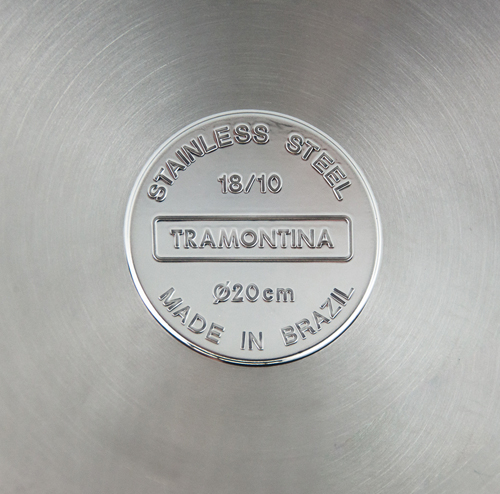 STAINLESS STEEL
18/10
TRAMONTINA
Ø20cm
MADE IN BRAZIL